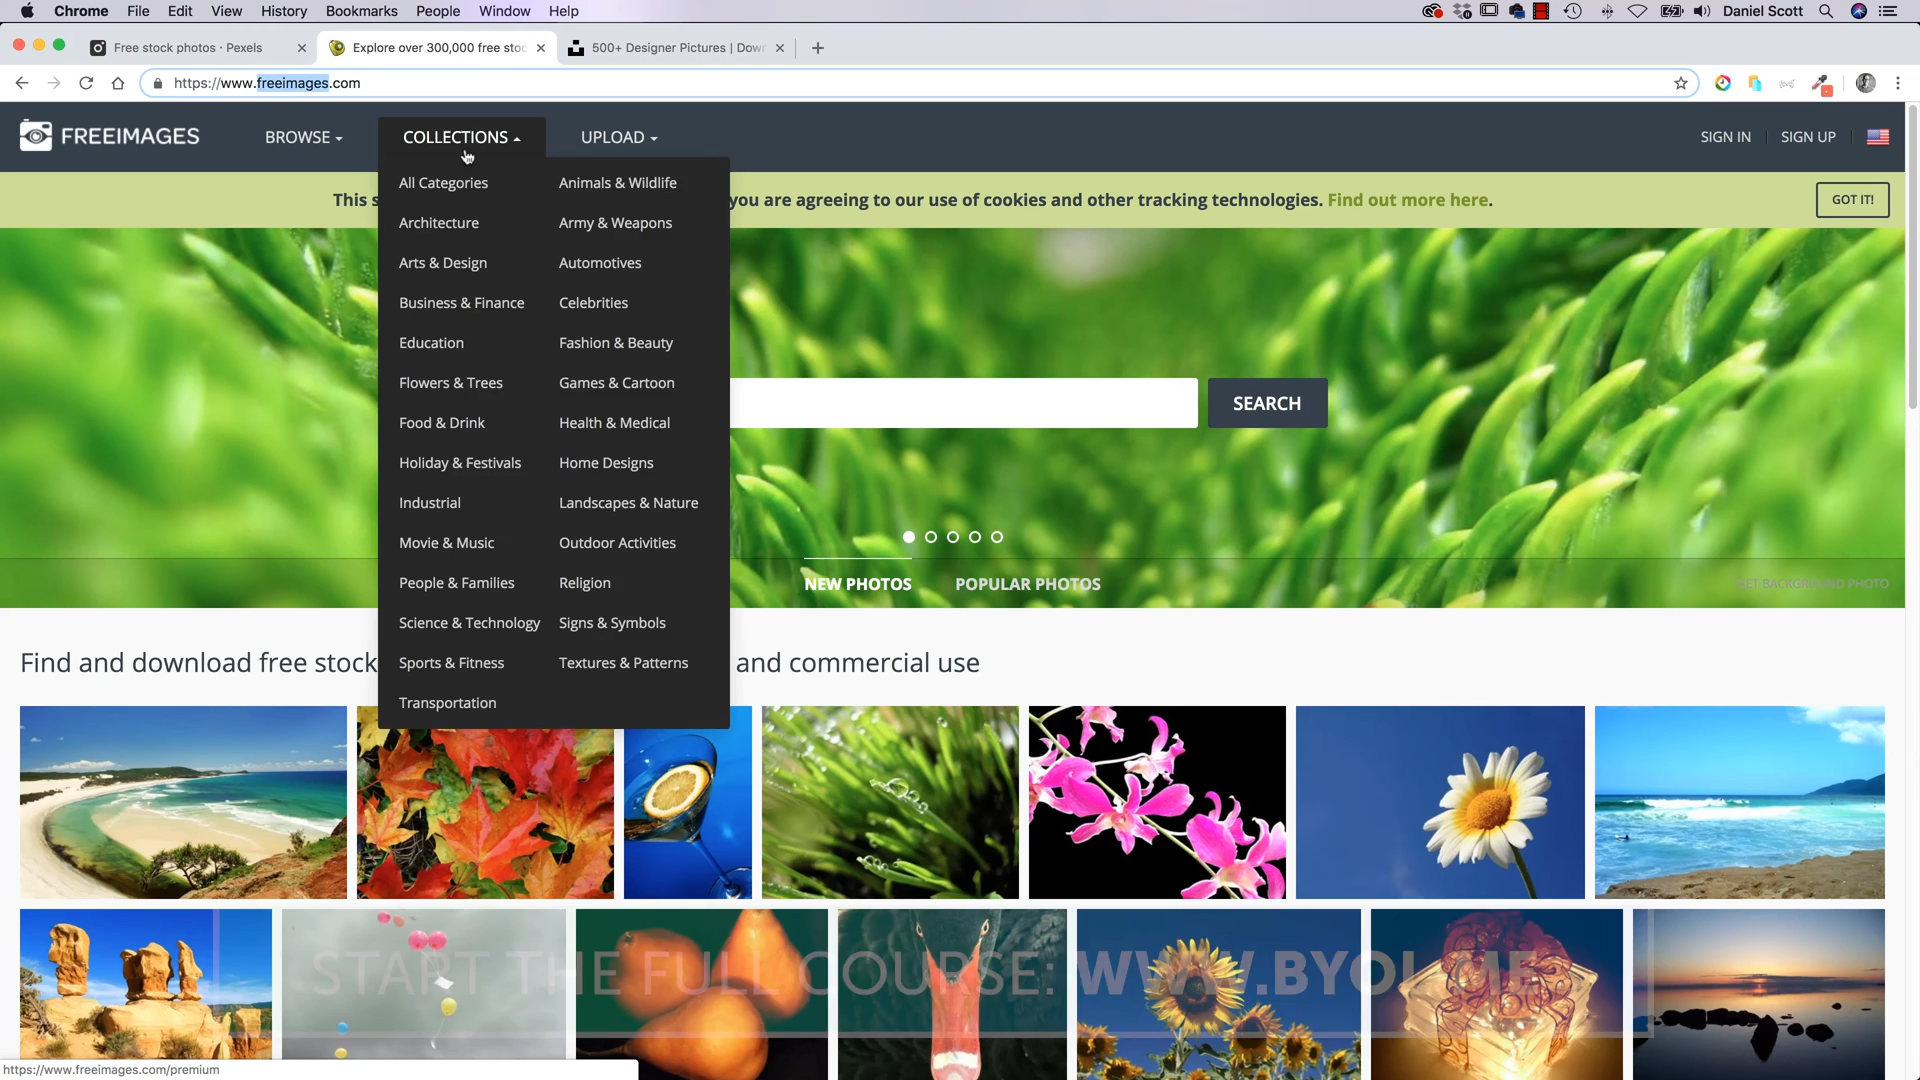 Chrome File Edit View History Bookmarks People Window Help Daniel Scott
Free stock photos · Pexels Explore over 300,000 free stoc 500+ Designer Pictures | Down
https://www.freeimages.com
FREEIMAGES BROWSE COLLECTIONS UPLOAD SIGN IN SIGN UP
This s you are agreeing to our use of cookies and other tracking technologies. Find out more here. GOT IT!
All Categories Animals & Wildlife
Architecture Army & Weapons
Arts & Design Automotives
Business & Finance Celebrities
Education Fashion & Beauty
Flowers & Trees Games & Cartoon
Food & Drink Health & Medical
Holiday & Festivals Home Designs
Industrial Landscapes & Nature
Movie & Music Outdoor Activities
People & Families Religion
Science & Technology Signs & Symbols
Sports & Fitness Textures & Patterns
Transportation
SEARCH
NEW PHOTOS POPULAR PHOTOS GET BACKGROUND PHOTO
Find and download free stock and commercial use
START THE FULL COURSE: WWW.BYOL.ME
https://www.freeimages.com/premium